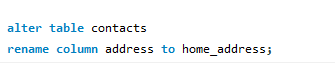 alter table contacts
rename column address to home_address;